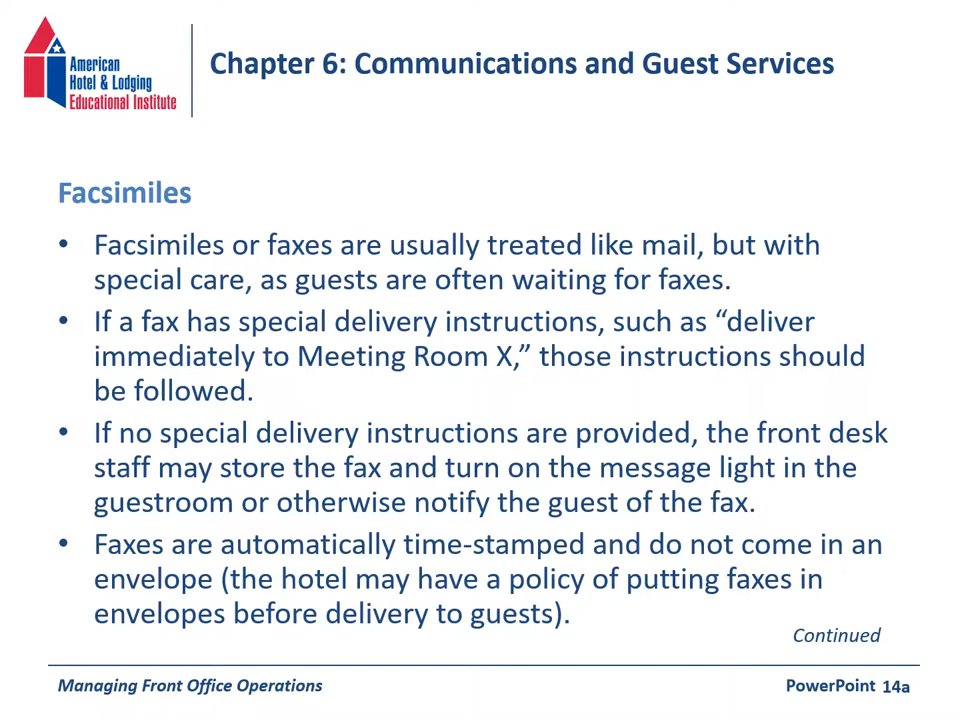 American
Hotel & Lodging
Educational Institute
Chapter 6: Communications and Guest Services
Facsimiles
• Facsimiles or faxes are usually treated like mail, but with
special care, as guests are often waiting for faxes.
• If a fax has special delivery instructions, such as “deliver
immediately to Meeting Room X,” those instructions should
be followed.
• If no special delivery instructions are provided, the front desk
staff may store the fax and turn on the message light in the
guestroom or otherwise notify the guest of the fax.
• Faxes are automatically time-stamped and do not come in an
envelope (the hotel may have a policy of putting faxes in
envelopes before delivery to guests).
Continued
Managing Front Office Operations
PowerPoint 14a